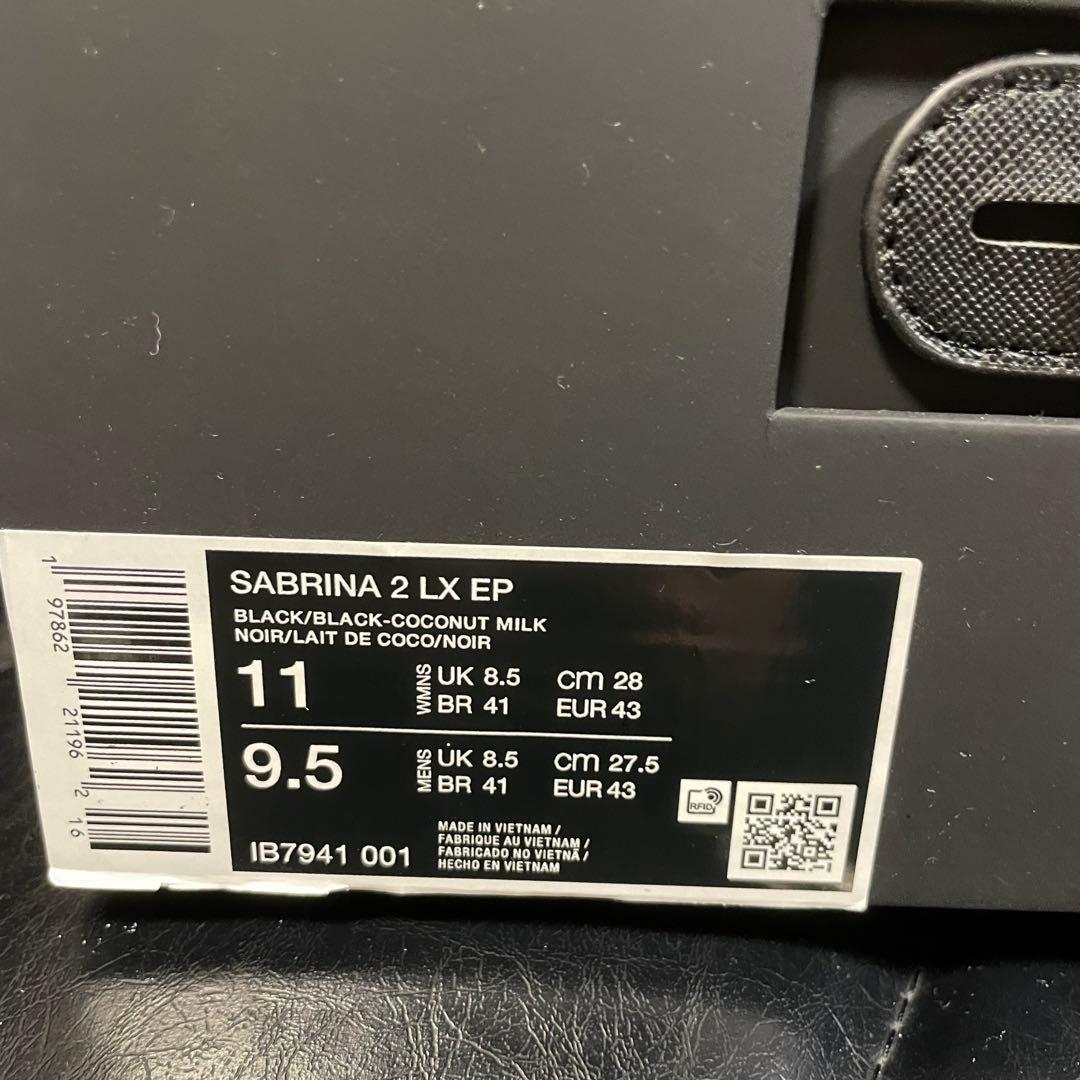 SABRINA 2 LX EP
BLACK/BLACK-COCONUT MILK
NOIR/LAIT DE COCO/NOIR
11
WMNS
UK 8.5 cm 28
BR 41 EUR 43
9.5
MENS
UK 8.5 cm 27.5
BR 41 EUR 43
IB7941 001
MADE IN VIETNAM /
FABRIQUE AU VIETNAM /
FABRICADO NO VIETNÃ /
HECHO EN VIETNAM
RFID
1 97862 21196 2 16